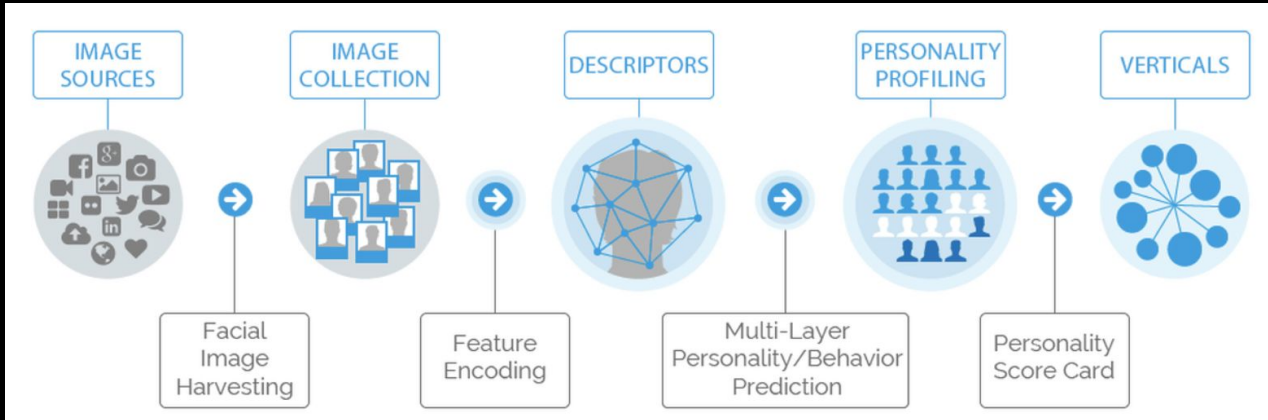 IMAGE
SOURCES
IMAGE
COLLECTION
DESCRIPTORS
PERSONALITY
PROFILING
VERTICALS
Facial
Image
Harvesting
Feature
Encoding
Multi-Layer
Personality/Behavior
Prediction
Personality
Score Card